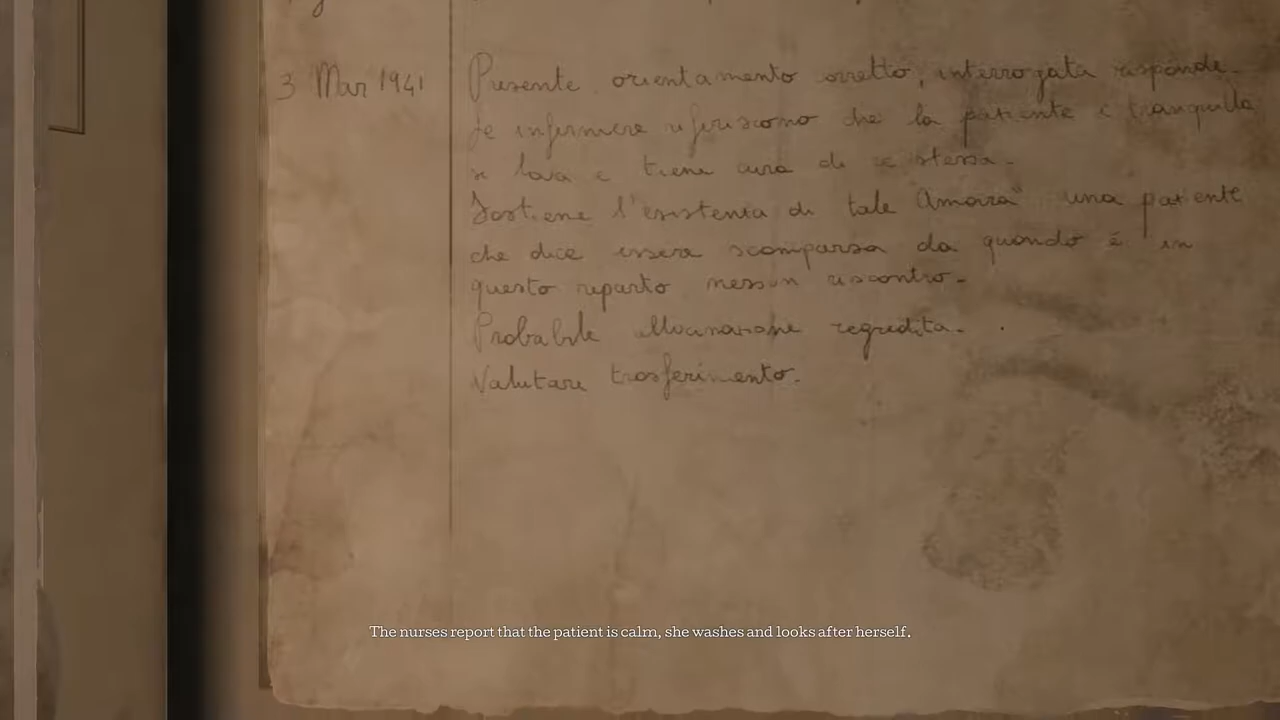 3 Mar 1941
Presente, orientamento corretto, interrogata risponde.
Le infermiere riferiscono che la paziente è tranquilla
si lava e tiene cura di se stessa.
Sostiene l'esistenza di tale "Amara" una paziente
che dice essere scomparsa da quando è in
questo reparto nessun riscontro.
Probabile allucinazione regredita.
Valutare trasferimento.
The nurses report that the patient is calm, she washes and looks after herself.